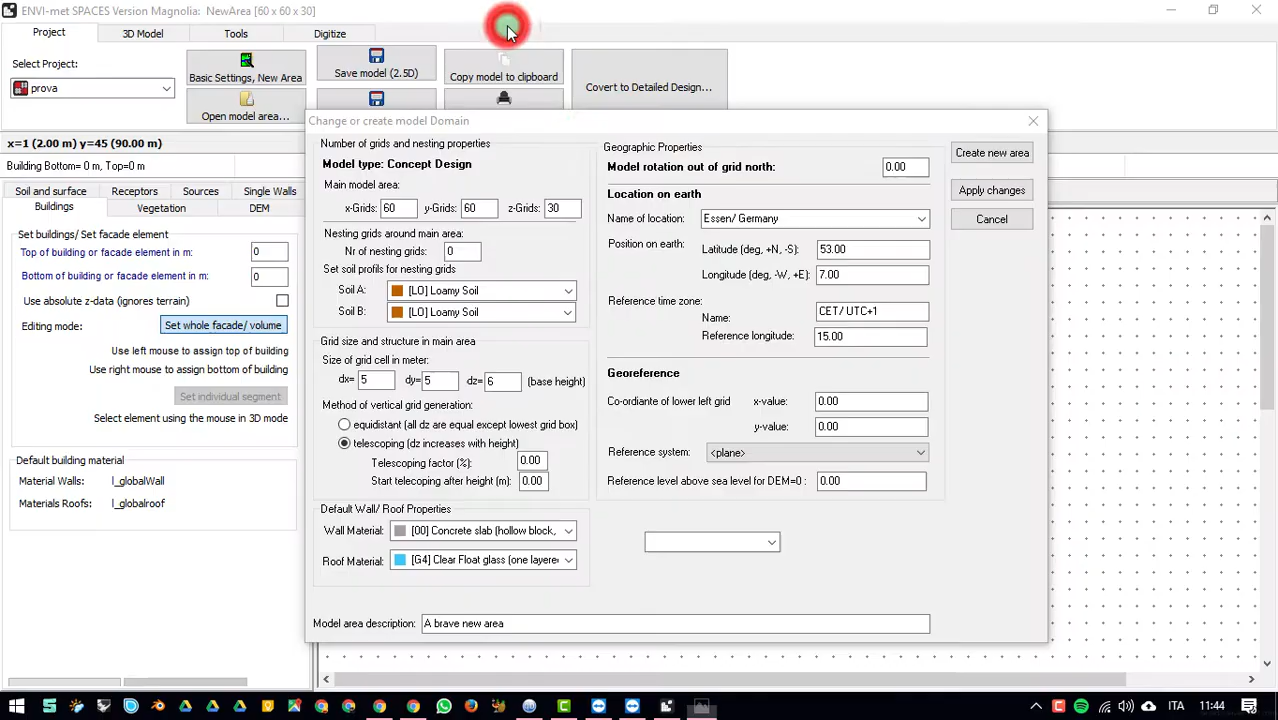 ENVI-met SPACES Version Magnolia: NewArea [60 x 60 x 30]
Project 3D Model Tools Digitize
Select Project:
prova
Basic Settings, New Area
Open model area...
Save model (2.5D)
Copy model to clipboard
Covert to Detailed Design...
x=1 (2.00 m) y=45 (90.00 m)
Building Bottom= 0 m, Top=0 m
Soil and surface Receptors Sources Single Walls
Buildings Vegetation DEM
Set buildings/ Set facade element
Top of building or facade element in m: 0
Bottom of building or facade element in m: 0
Use absolute z-data (ignores terrain)
Editing mode: Set whole facade/ volume
Use left mouse to assign top of building
Use right mouse to assign bottom of building
Set individual segment
Select element using the mouse in 3D mode
Default building material
Material Walls: l_globalWall
Materials Roofs: l_globalroof
Change or create model Domain
Number of grids and nesting properties
Model type: Concept Design
Main model area:
x-Grids: 60 y-Grids: 60 z-Grids: 30
Nesting grids around main area:
Nr of nesting grids: 0
Set soil profils for nesting grids
Soil A: [LO] Loamy Soil
Soil B: [LO] Loamy Soil
Grid size and structure in main area
Size of grid cell in meter:
dx= 5 dy= 5 dz= 6 (base height)
Method of vertical grid generation:
equidistant (all dz are equal except lowest grid box)
telescoping (dz increases with height)
Telescoping factor (%): 0.00
Start telescoping after height (m): 0.00
Default Wall/ Roof Properties
Wall Material: [00] Concrete slab (hollow block,
Roof Material: [G4] Clear Float glass (one layere
Model area description: A brave new area
Geographic Properties
Model rotation out of grid north: 0.00
Location on earth
Name of location: Essen/ Germany
Position on earth: Latitude (deg, +N, -S): 53.00
Longitude (deg, -W, +E): 7.00
Reference time zone:
Name: CET/ UTC+1
Reference longitude: 15.00
Georeference
Co-ordiante of lower left grid x-value: 0.00
y-value: 0.00
Reference system: <plane>
Reference level above sea level for DEM=0 : 0.00
Create new area
Apply changes
Cancel
ITA 11:44